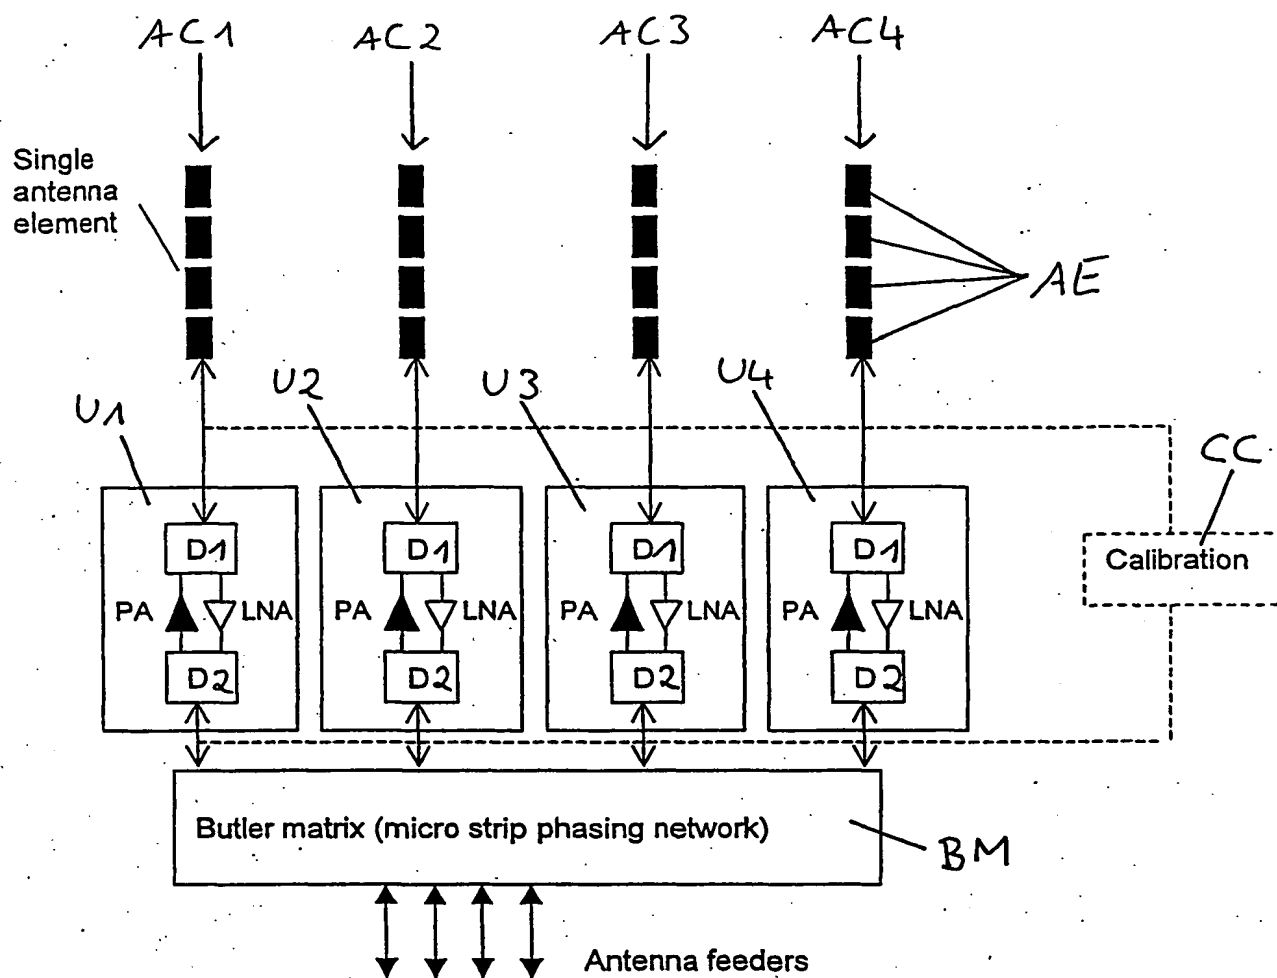 AC1 AC2 AC3 AC4
Single
antenna
element
AE
U1 U2 U3 U4
CC
D1 D1 D1 D1
Calibration
PA LNA PA LNA PA LNA PA LNA
D2 D2 D2 D2
Butler matrix (micro strip phasing network)
BM
Antenna feeders